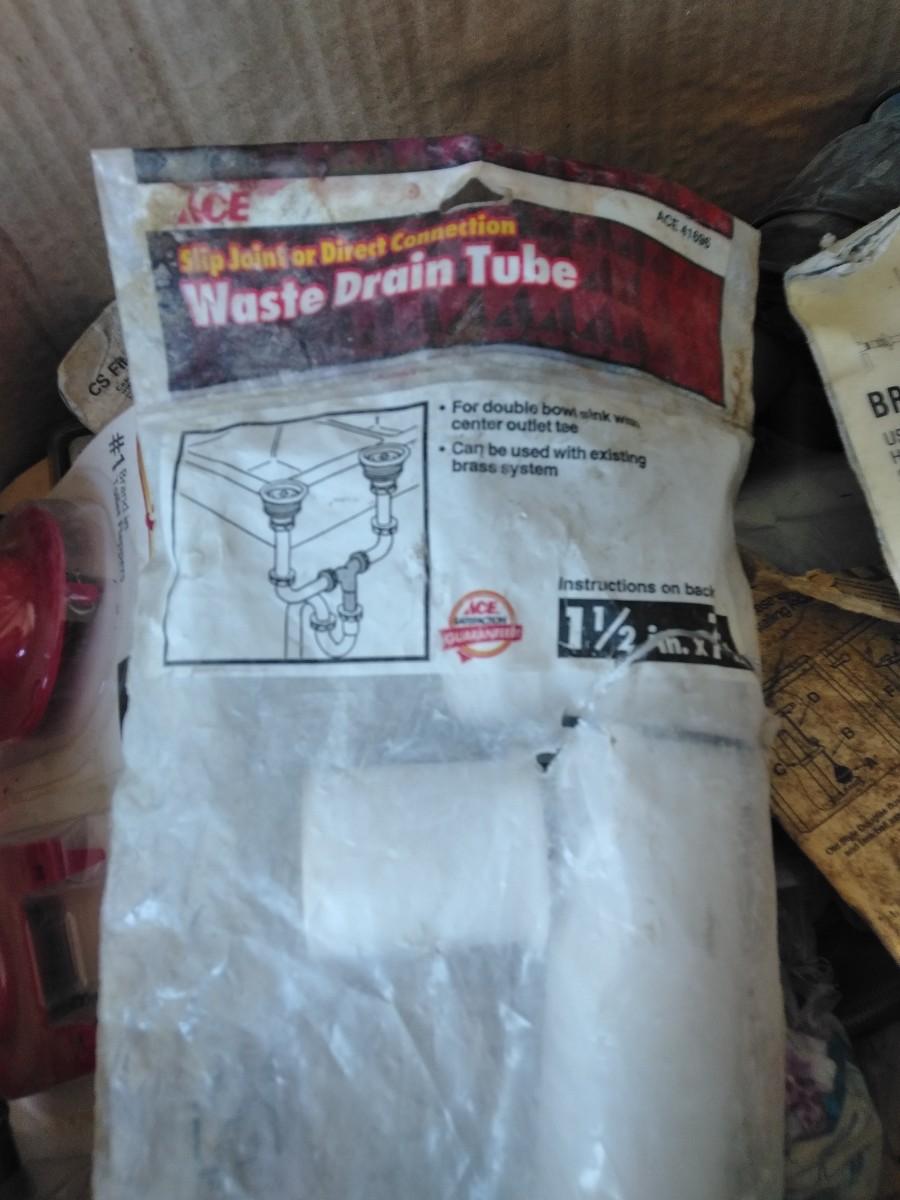 ACE
ACE 41696
Slip Joint or Direct Connection
Waste Drain Tube
• For double bowl sink with
center outlet tee
• Can be used with existing
brass system
Instructions on back
1½ in. x
ACE
SATISFACTION
GUARANTEED
CS
#1
BR
US
H
D
B
C
A